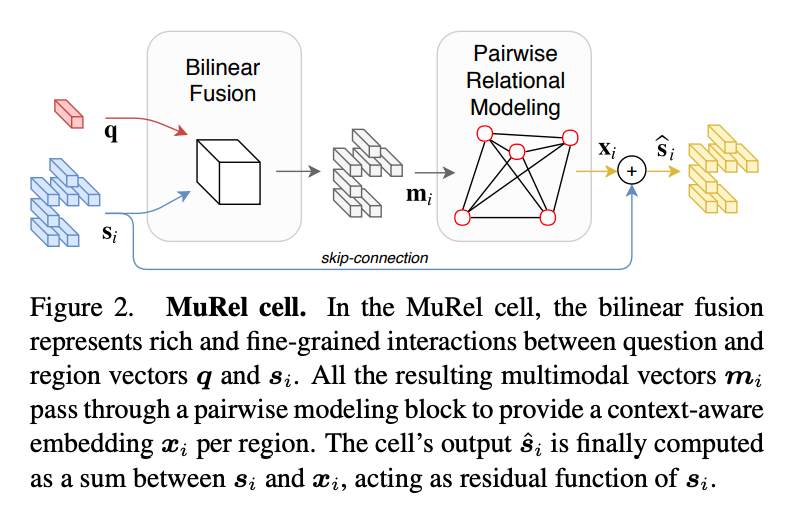 Bilinear
Fusion
Pairwise
Relational
Modeling
q
s_i
m_i
x_i
+
ŝ_i
skip-connection
Figure 2. MuRel cell. In the MuRel cell, the bilinear fusion
represents rich and fine-grained interactions between question and
region vectors q and s_i. All the resulting multimodal vectors m_i
pass through a pairwise modeling block to provide a context-aware
embedding x_i per region. The cell's output ŝ_i is finally computed
as a sum between s_i and x_i, acting as residual function of s_i.